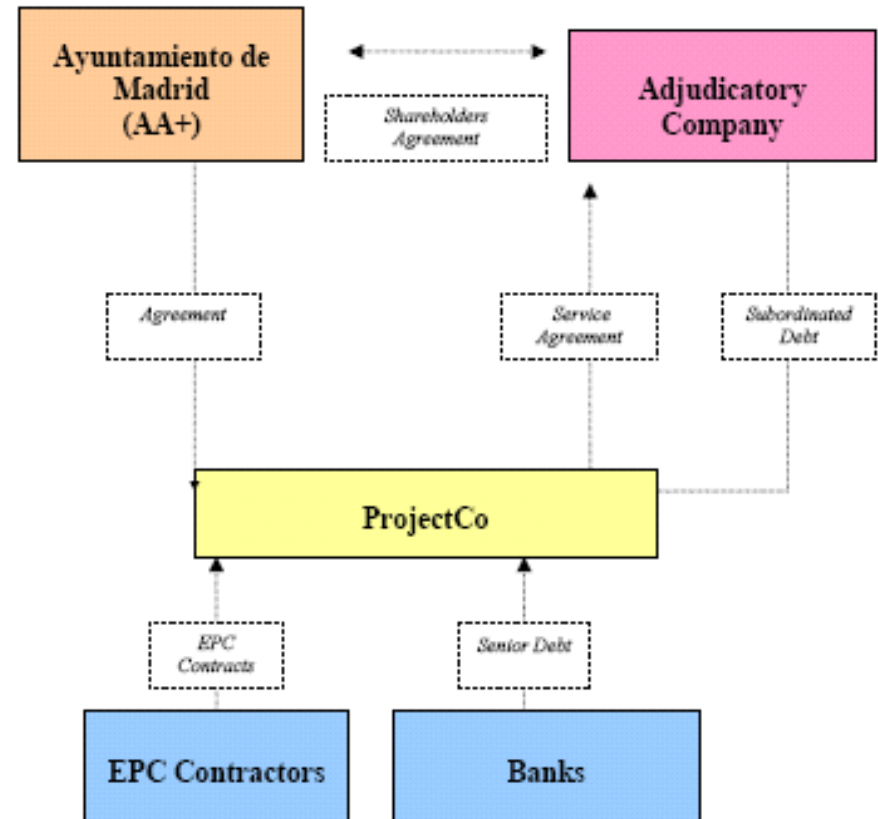 Ayuntamiento de
Madrid
(AA+)
Adjudicatory
Company
Shareholders
Agreement
Agreement
Service
Agreement
Subordinated
Debt
ProjectCo
EPC
Contracts
Senior Debt
EPC Contractors
Banks